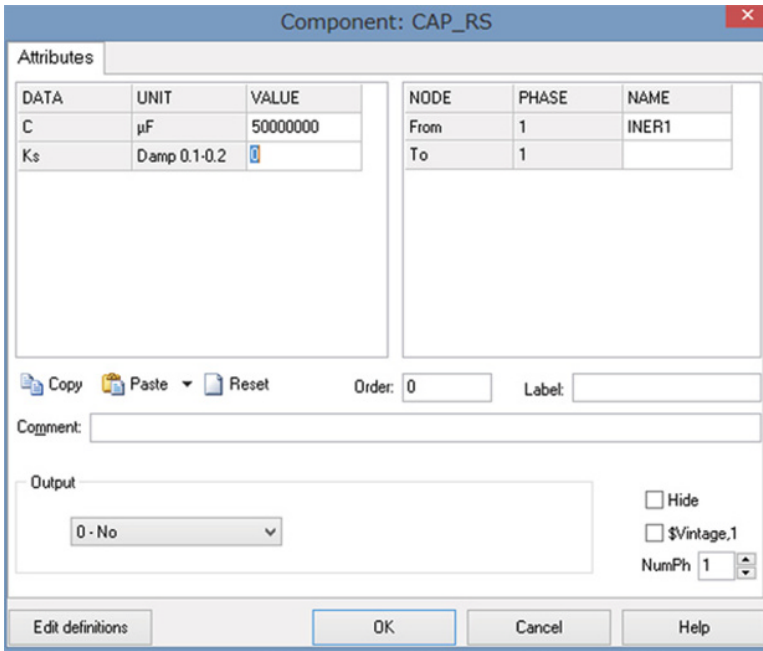 Component: CAP_RS
x
Attributes
DATA UNIT VALUE NODE PHASE NAME
C µF 50000000 From 1 INER1
Ks Damp 0.1-0.2 0 To 1
Copy Paste Reset Order: 0 Label:
Comment:
Output
0 - No
Hide
$Vintage,1
NumPh 1
Edit definitions OK Cancel Help